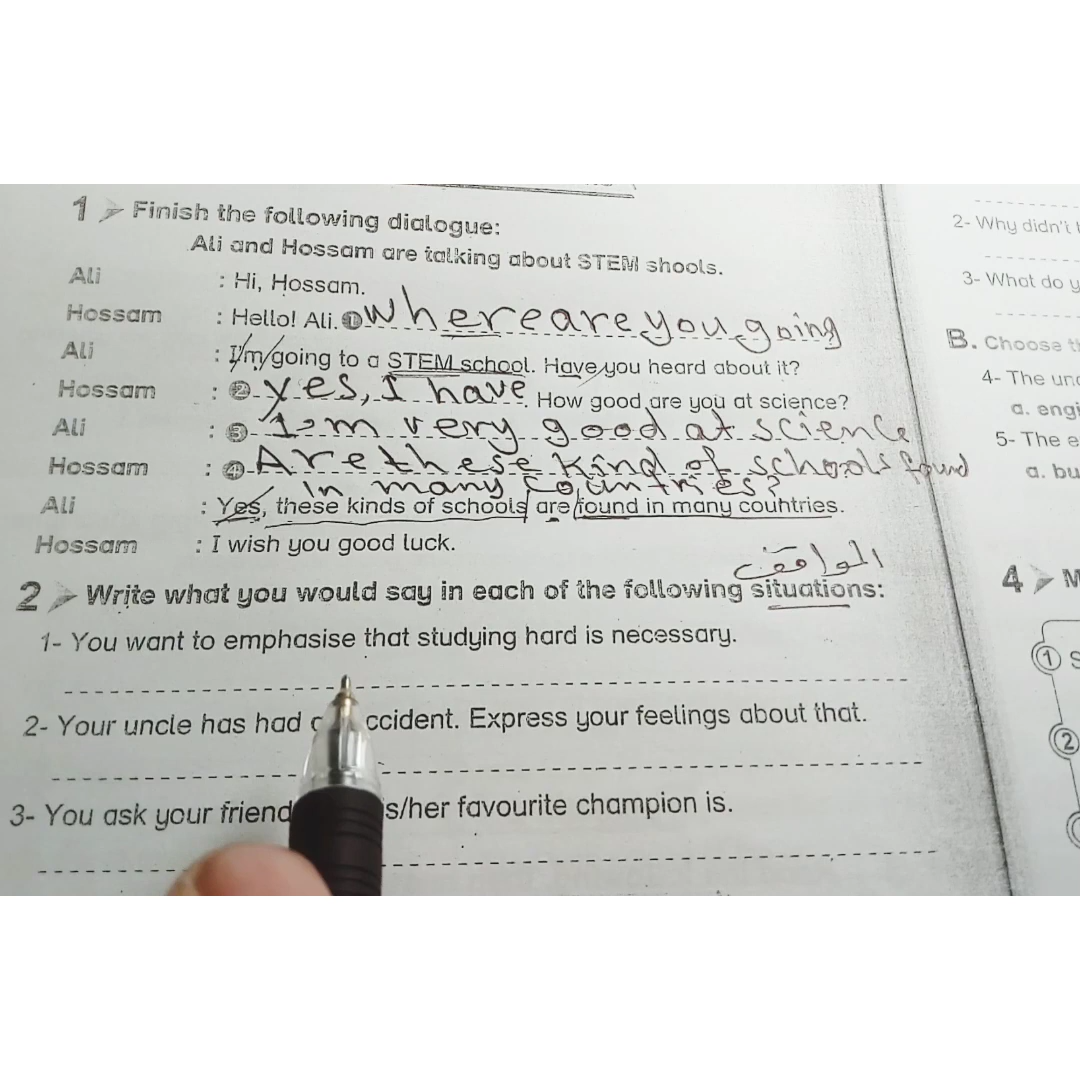 1 Finish the following dialogue:
Ali and Hossam are talking about STEM shools.
Ali : Hi, Hossam.
Hossam : Hello! Ali. ① where are you going
Ali : I'm going to a STEM school. Have you heard about it?
Hossam : ② yes, I have. How good are you at science?
Ali : ③ I'm very good at science
Hossam : ④ Are these kind of schools found
in many countries?
Ali : Yes, these kinds of schools are found in many countries.
Hossam : I wish you good luck.
المواقف
2 Write what you would say in each of the following situations:
1- You want to emphasise that studying hard is necessary.
2- Your uncle has had ccident. Express your feelings about that.
3- You ask your friend s/her favourite champion is.
2- Why didn't
3- What do y
B. Choose t
4- The und
a. engi
5- The e
a. bu
4 M
① S
②